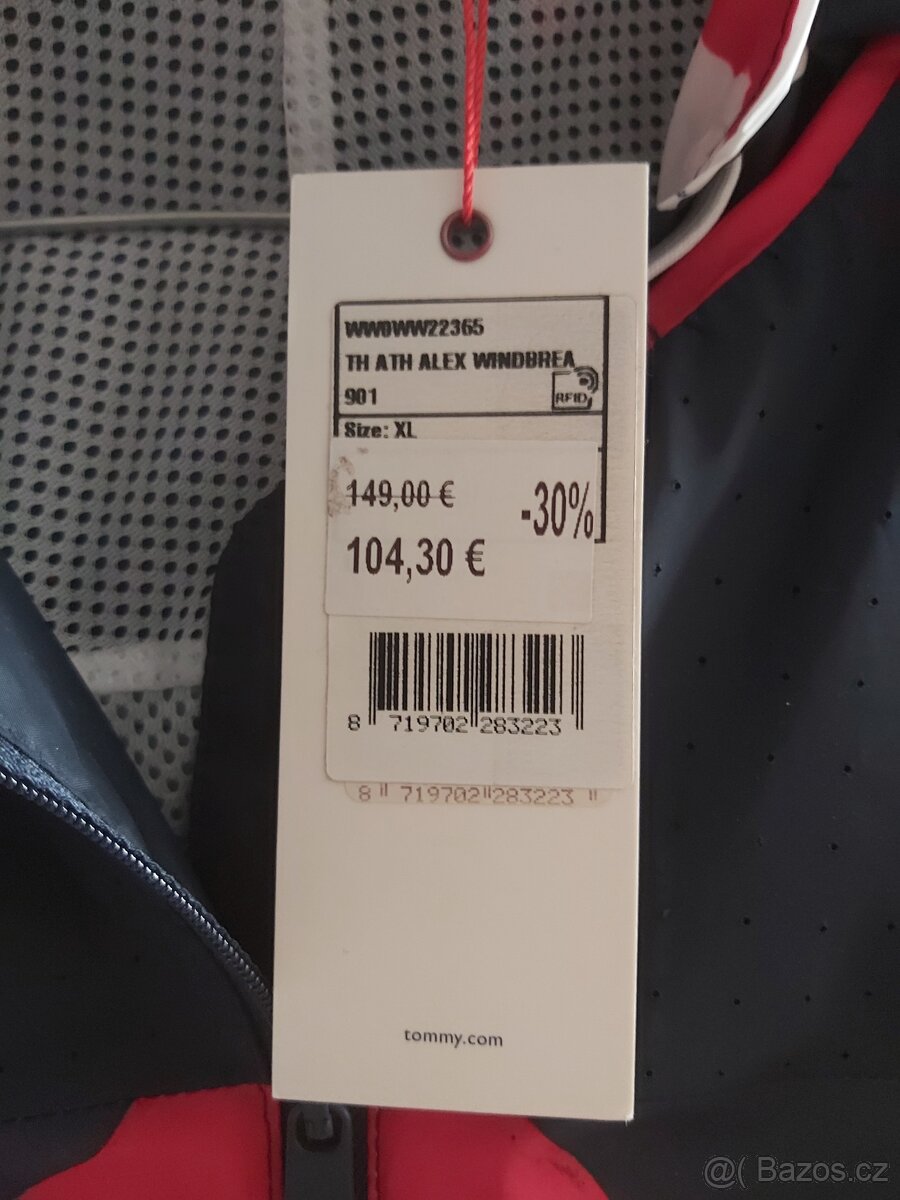 WW0WW22365
TH ATH ALEX WINDBREA
901
RFID
Size: XL
149,00 €
-30%
104,30 €
8 719702 283223
8 719702 283223
tommy.com
@( Bazos.cz